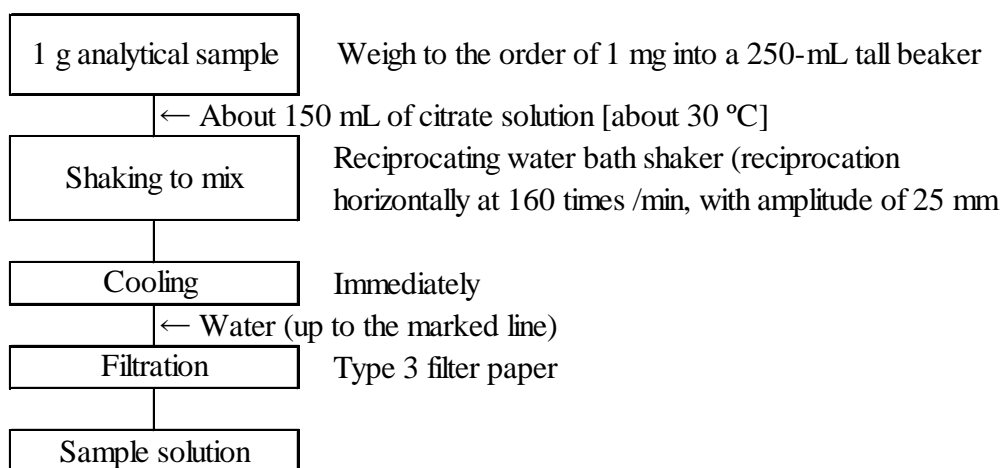 1 g analytical sample
Weigh to the order of 1 mg into a 250-mL tall beaker
← About 150 mL of citrate solution [about 30 ºC]
Shaking to mix
Reciprocating water bath shaker (reciprocation
horizontally at 160 times /min, with amplitude of 25 mm
Cooling
Immediately
← Water (up to the marked line)
Filtration
Type 3 filter paper
Sample solution